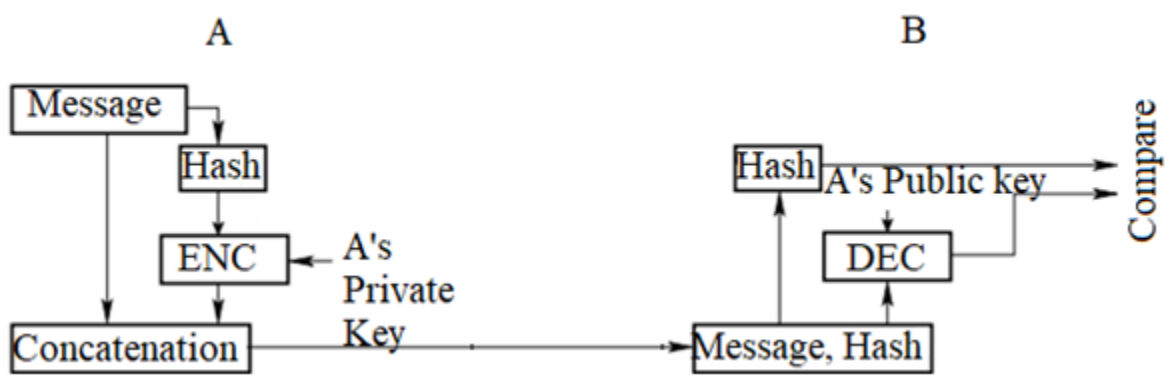 A
B
Message
Hash
ENC
A's
Private
Key
Concatenation
Hash
A's Public key
DEC
Message, Hash
Compare